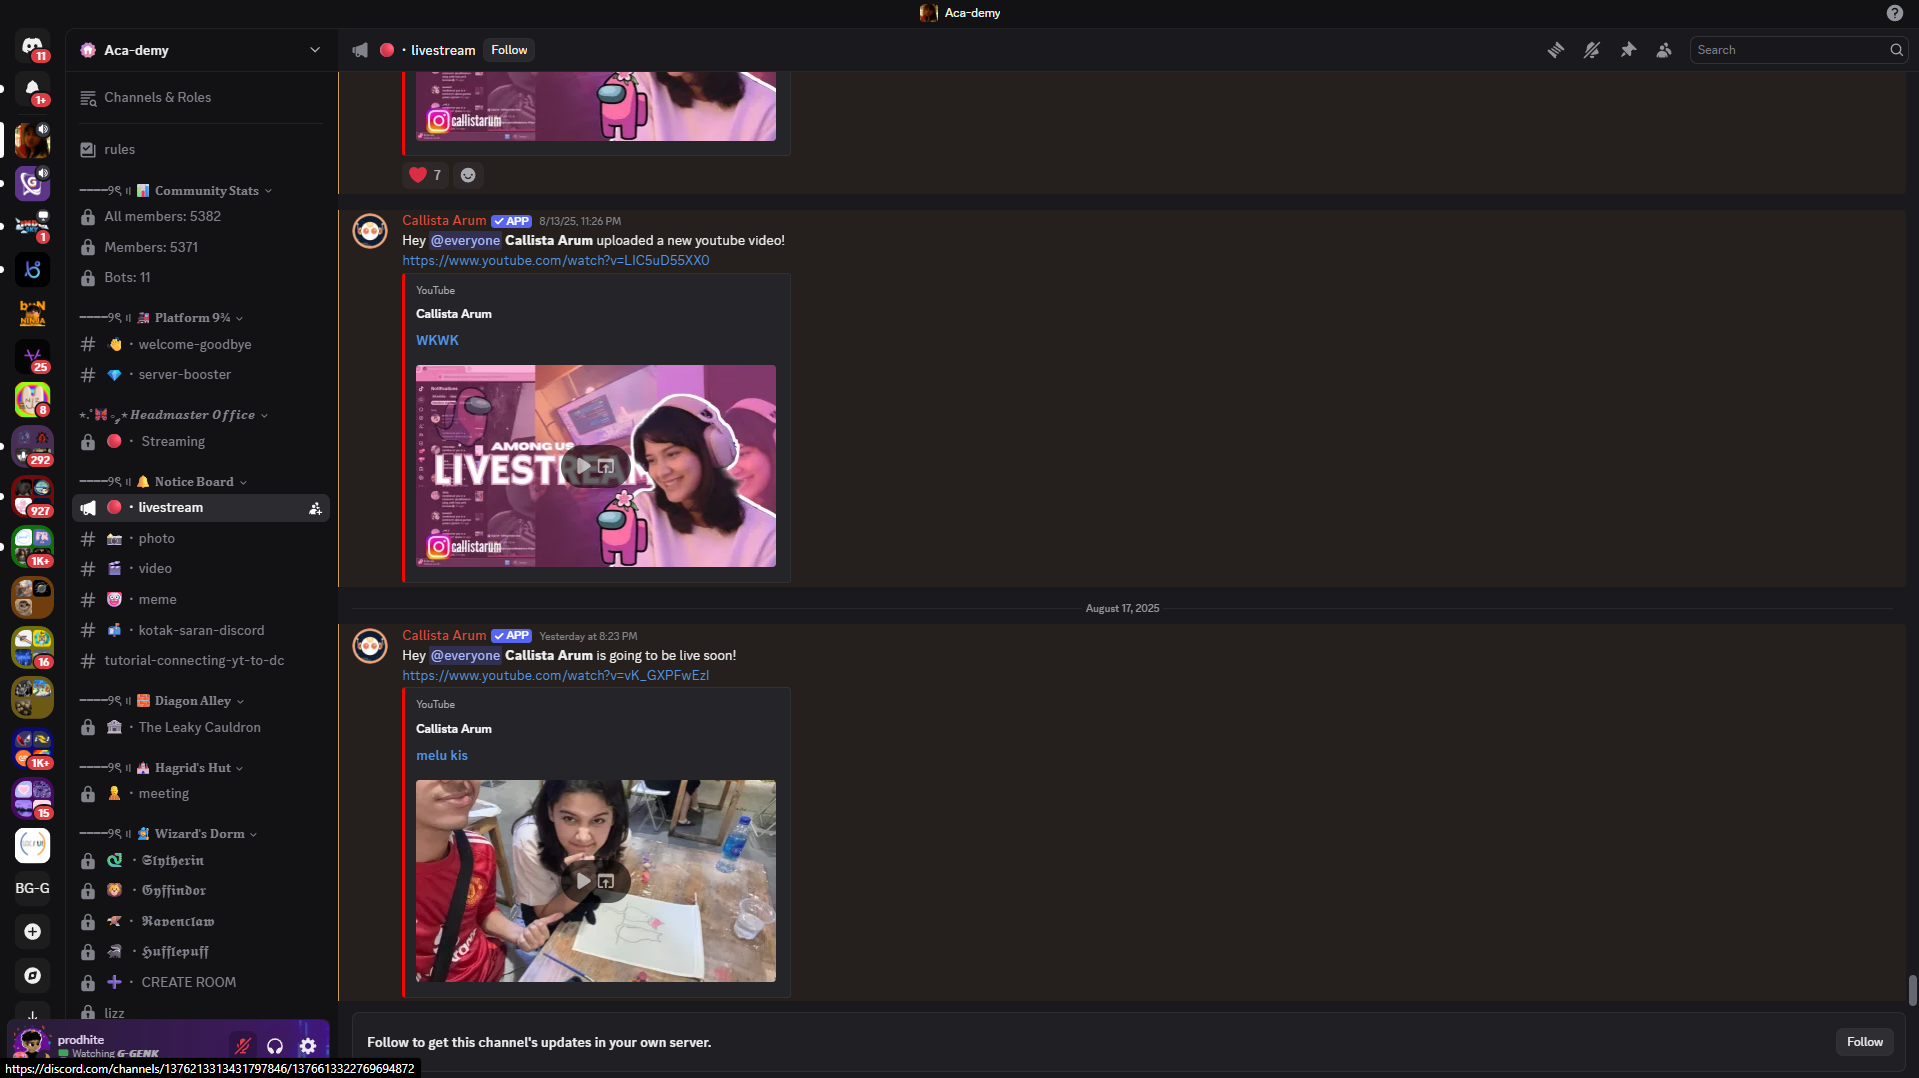 Aca-demy
11
1+
1
25
8
292
927
1K+
16
1K+
15
BG-G
Aca-demy
Channels & Roles
rules
Community Stats
All members: 5382
Members: 5371
Bots: 11
Platform 9¾
# 👋・welcome-goodbye
# 💎・server-booster
Headmaster Office
🔴・Streaming
Notice Board
🔴・livestream
# 📸・photo
# 🎬・video
# 🤡・meme
# 📬・kotak-saran-discord
# tutorial-connecting-yt-to-dc
Diagon Alley
🏛・The Leaky Cauldron
Hagrid's Hut
・meeting
Wizard's Dorm
・𝕾𝖑𝖞𝖙𝖍𝖊𝖗𝖎𝖓
・𝕲𝖞𝖋𝖋𝖎𝖓𝖉𝖔𝖗
・𝕽𝖆𝖛𝖊𝖓𝖈𝖑𝖆𝖜
・𝕳𝖚𝖋𝖋𝖑𝖊𝖕𝖚𝖋𝖋
➕・CREATE ROOM
lizz
prodhite
Watching G-GENK
https://discord.com/channels/1376213313431797846/1376613322769694872
🔴・livestream Follow
Search
callistarum
❤ 7
Callista Arum ✓ APP 8/13/25, 11:26 PM
Hey @everyone Callista Arum uploaded a new youtube video!
https://www.youtube.com/watch?v=LIC5uD55XX0
YouTube
Callista Arum
WKWK
Notifications
AMONG US
callistarum
August 17, 2025
Callista Arum ✓ APP Yesterday at 8:23 PM
Hey @everyone Callista Arum is going to be live soon!
https://www.youtube.com/watch?v=vK_GXPFwEzI
YouTube
Callista Arum
melu kis
Follow to get this channel's updates in your own server.
Follow